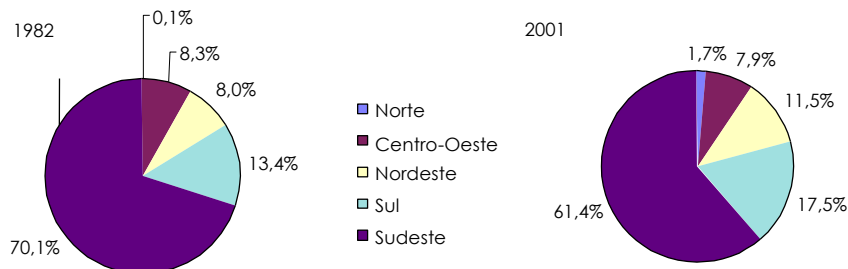 1982
0,1%
8,3%
8,0%
13,4%
70,1%
Norte
Centro-Oeste
Nordeste
Sul
Sudeste
2001
1,7%
7,9%
11,5%
17,5%
61,4%